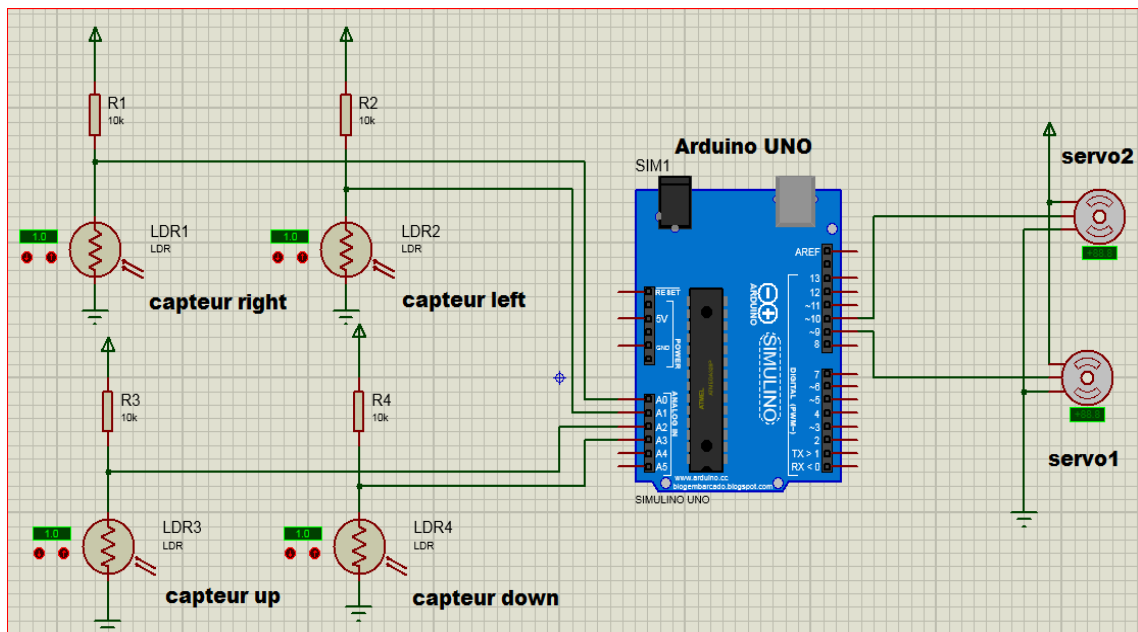 R1
10k
R2
10k
LDR1
LDR
1.0
LDR2
LDR
1.0
capteur right
capteur left
R3
10k
R4
10k
LDR3
LDR
1.0
LDR4
LDR
1.0
capteur up
capteur down
Arduino UNO
SIM1
RESET
5V
GND
POWER
A0
A1
A2
A3
A4
A5
ANALOG IN
ATMEL
ARDUINO
SIMULINO
AREF
13
12
~11
~10
~9
8
7
~6
~5
4
~3
2
TX > 1
RX < 0
DIGITAL (PWM~)
www.arduino.cc
blogembarcado.blogspot.com
SIMULINO UNO
servo2
servo1